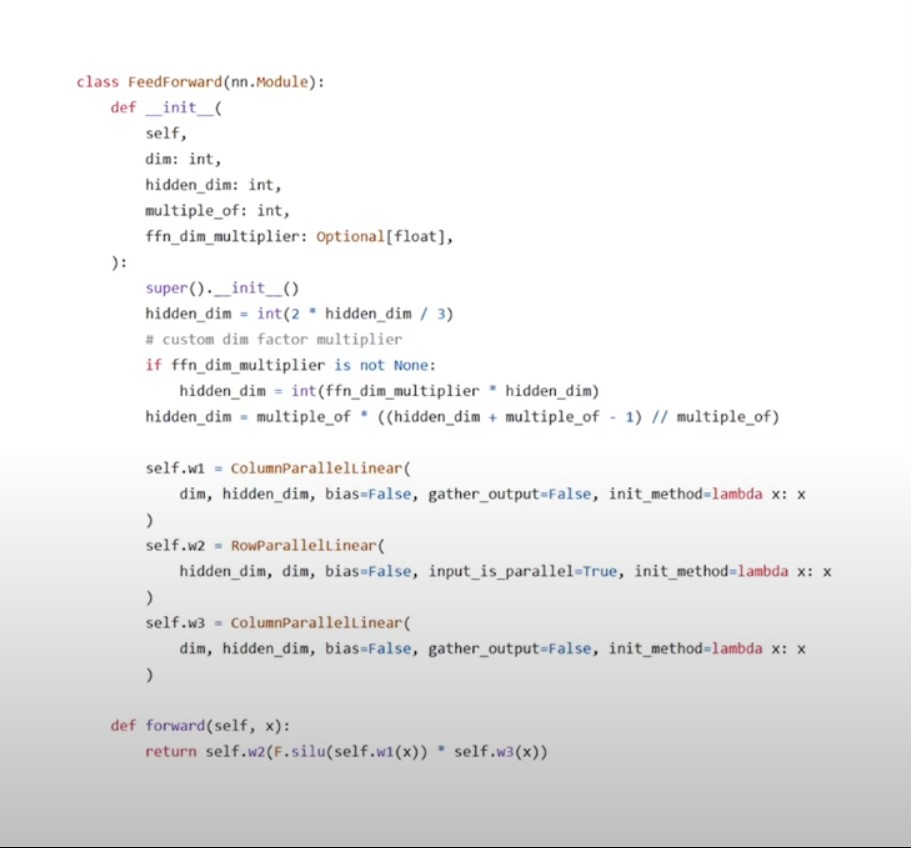 class FeedForward(nn.Module):
    def __init__(
        self,
        dim: int,
        hidden_dim: int,
        multiple_of: int,
        ffn_dim_multiplier: Optional[float],
    ):
        super().__init__()
        hidden_dim = int(2 * hidden_dim / 3)
        # custom dim factor multiplier
        if ffn_dim_multiplier is not None:
            hidden_dim = int(ffn_dim_multiplier * hidden_dim)
        hidden_dim = multiple_of * ((hidden_dim + multiple_of - 1) // multiple_of)

        self.w1 = ColumnParallelLinear(
            dim, hidden_dim, bias=False, gather_output=False, init_method=lambda x: x
        )
        self.w2 = RowParallelLinear(
            hidden_dim, dim, bias=False, input_is_parallel=True, init_method=lambda x: x
        )
        self.w3 = ColumnParallelLinear(
            dim, hidden_dim, bias=False, gather_output=False, init_method=lambda x: x
        )

    def forward(self, x):
        return self.w2(F.silu(self.w1(x)) * self.w3(x))